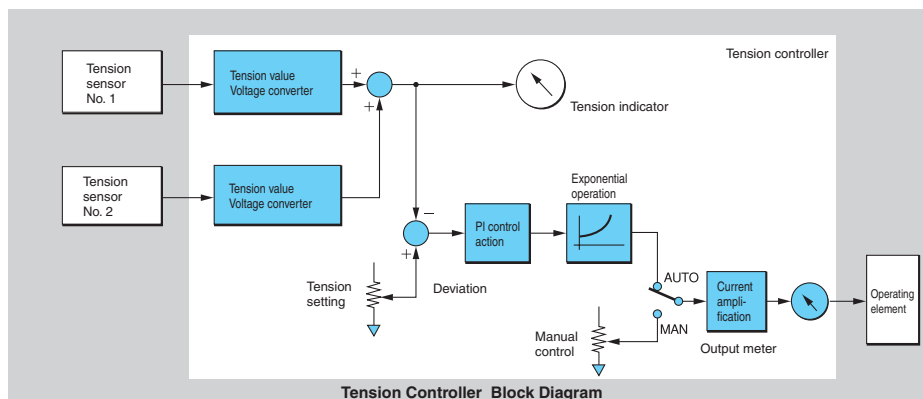 Tension controller
Tension
sensor
No. 1
Tension value
Voltage converter
+
+
Tension indicator
Tension
sensor
No. 2
Tension value
Voltage converter
−
+
PI control
action
Exponential
operation
Tension
setting
Deviation
AUTO
MAN
Manual
control
Current
ampli-
fication
Output meter
Operating
element
Tension Controller Block Diagram